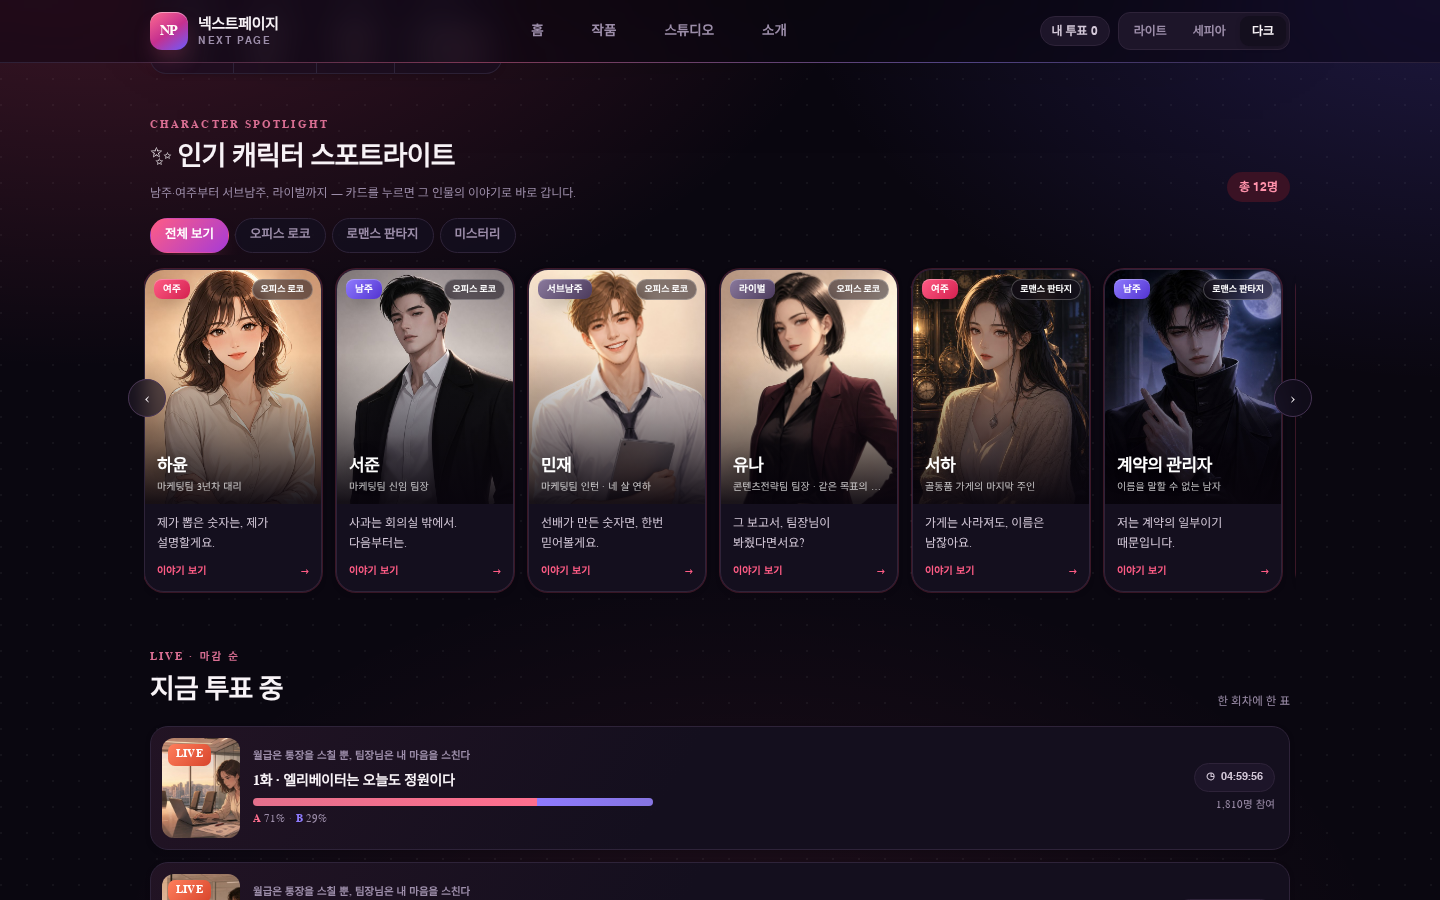 NP
넥스트페이지
NEXT PAGE
홈
작품
스튜디오
소개
내 투표 0
라이트
세피아
다크
CHARACTER SPOTLIGHT
✨ 인기 캐릭터 스포트라이트
남주·여주부터 서브남주, 라이벌까지 — 카드를 누르면 그 인물의 이야기로 바로 갑니다.
총 12명
전체 보기
오피스 로코
로맨스 판타지
미스터리
여주
오피스 로코
하윤
마케팅팀 3년차 대리
제가 뽑은 숫자는, 제가
설명할게요.
이야기 보기 →
남주
오피스 로코
서준
마케팅팀 신임 팀장
사과는 회의실 밖에서.
다음부터는.
이야기 보기 →
서브남주
오피스 로코
민재
마케팅팀 인턴 · 네 살 연하
선배가 만든 숫자면, 한번
믿어볼게요.
이야기 보기 →
라이벌
오피스 로코
유나
콘텐츠전략팀 팀장 · 같은 목표의 …
그 보고서, 팀장님이
봐줬다면서요?
이야기 보기 →
여주
로맨스 판타지
서하
골동품 가게의 마지막 주인
가게는 사라져도, 이름은
남잖아요.
이야기 보기 →
남주
로맨스 판타지
계약의 관리자
이름을 말할 수 없는 남자
저는 계약의 일부이기
때문입니다.
이야기 보기 →
‹
›
LIVE · 마감 순
지금 투표 중
한 회차에 한 표
LIVE
월급은 통장을 스칠 뿐, 팀장님은 내 마음을 스친다
1화 · 엘리베이터는 오늘도 정원이다
A 71% · B 29%
04:59:56
1,810명 참여
LIVE
월급은 통장을 스칠 뿐, 팀장님은 내 마음을 스친다